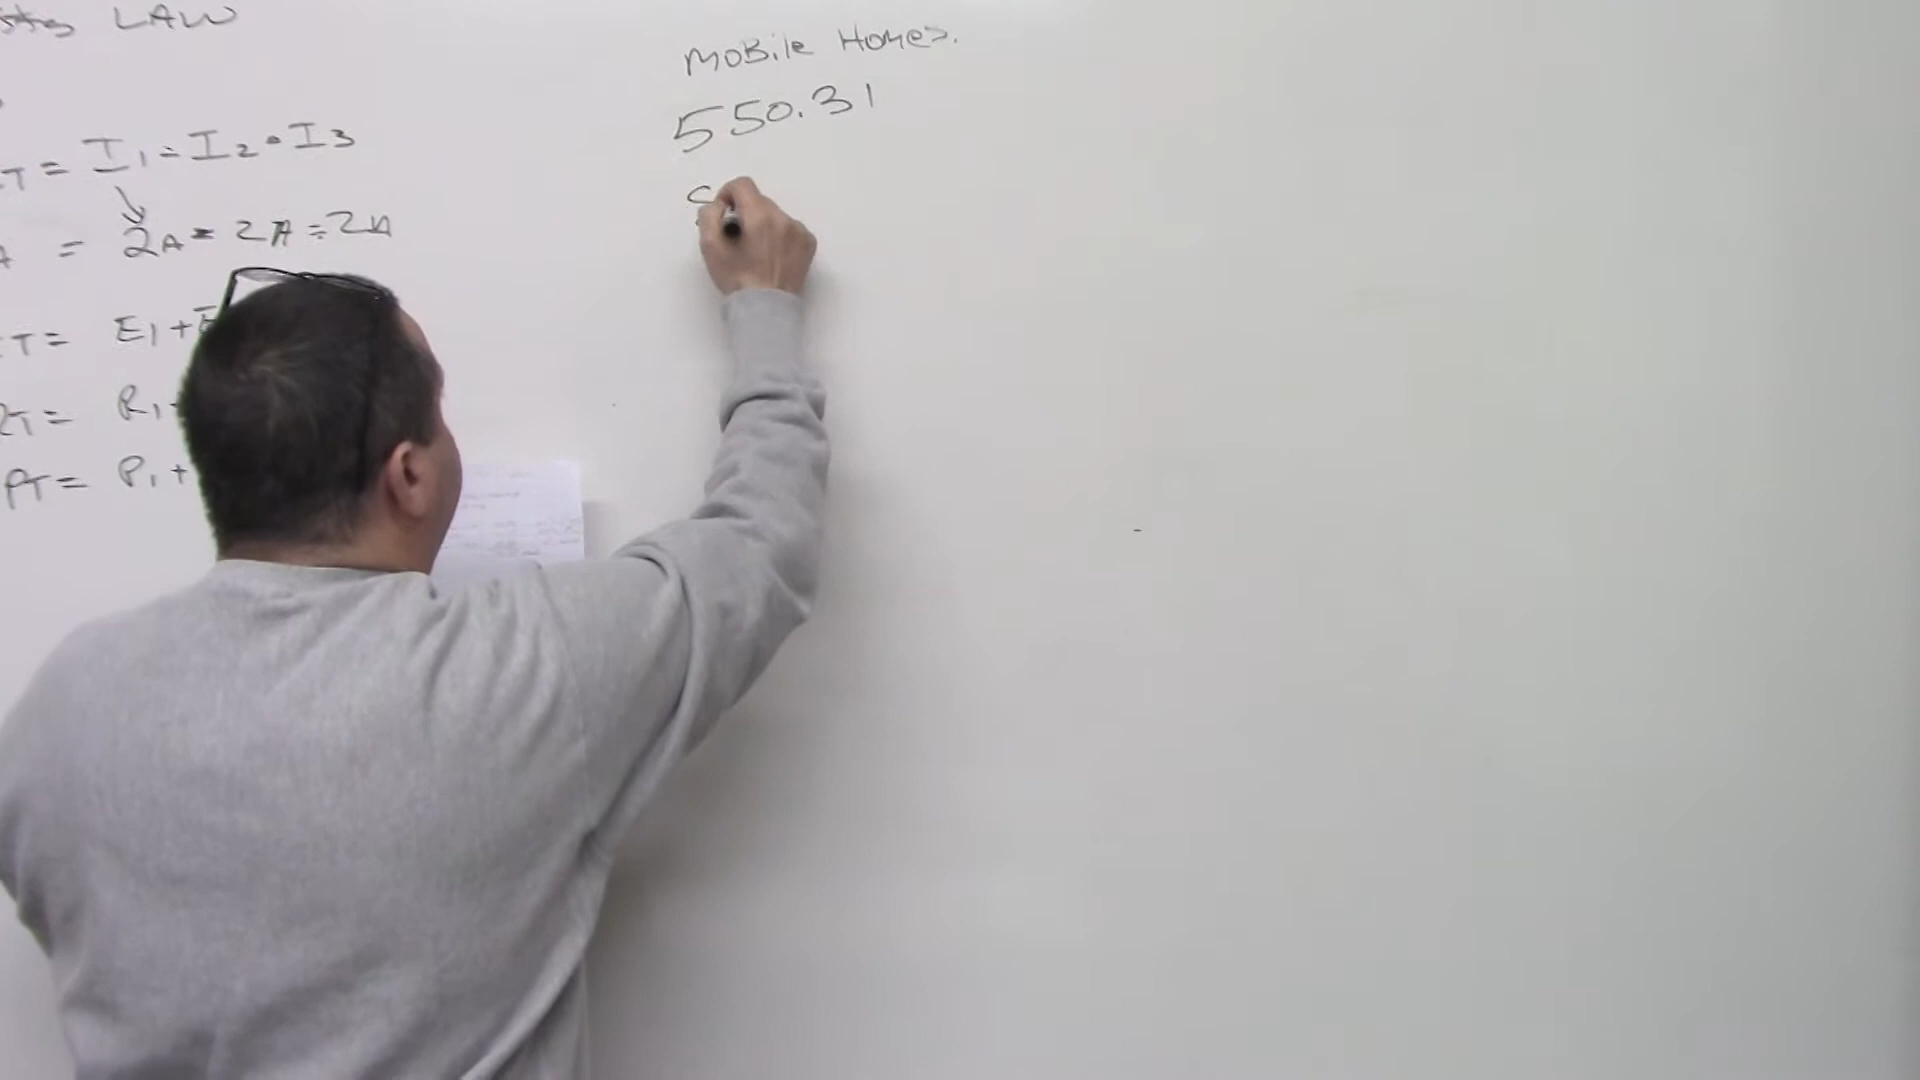 LAW
T = I1 = I2 = I3
A = 2A = 2A = 2A
T = E1 + E
RT = R1
PT = P1 +
Mobile Homes.
550.31